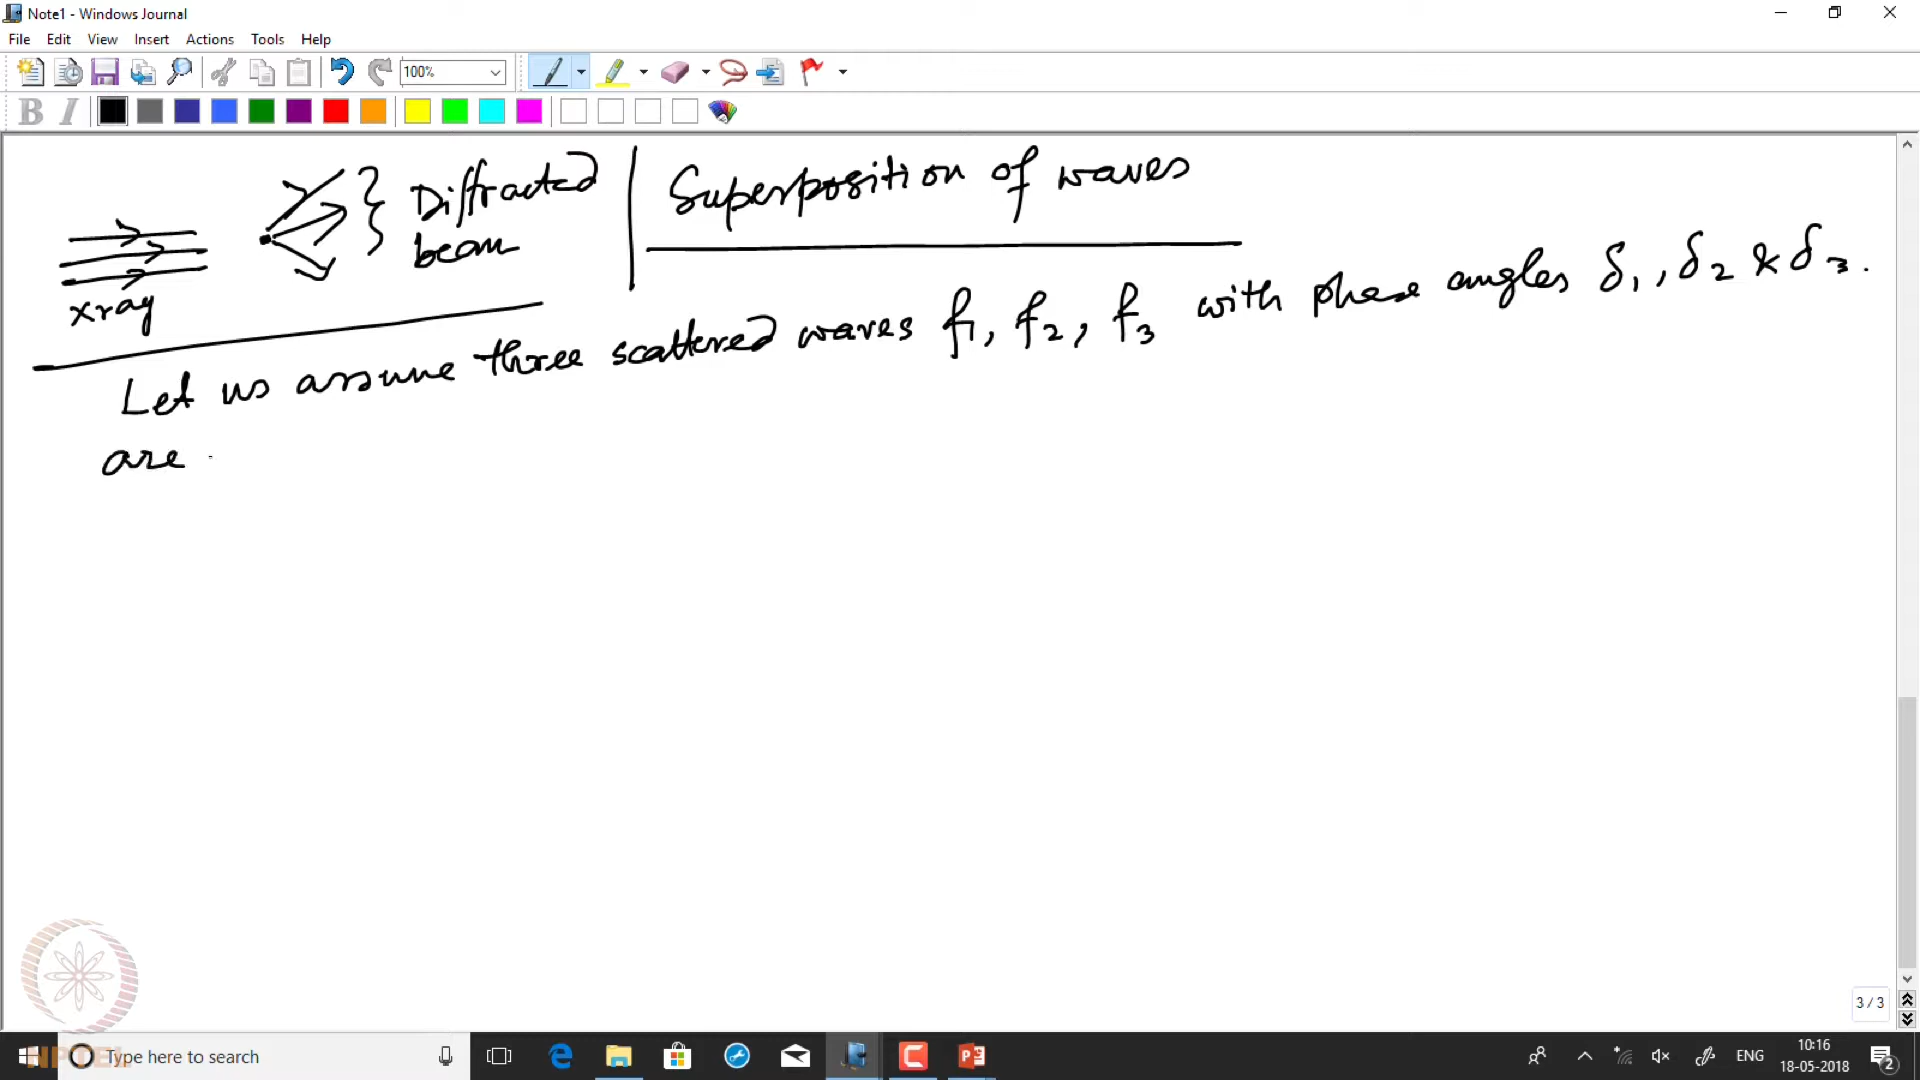 Note1 - Windows Journal
File Edit View Insert Actions Tools Help
100%
B I
xray
Diffracted
beam
Superposition of waves
Let us assume three scattered waves f1, f2, f3 with phase angles δ1, δ2 & δ3.
are
3 / 3
NPTEL
Type here to search
ENG
10:16
18-05-2018
2